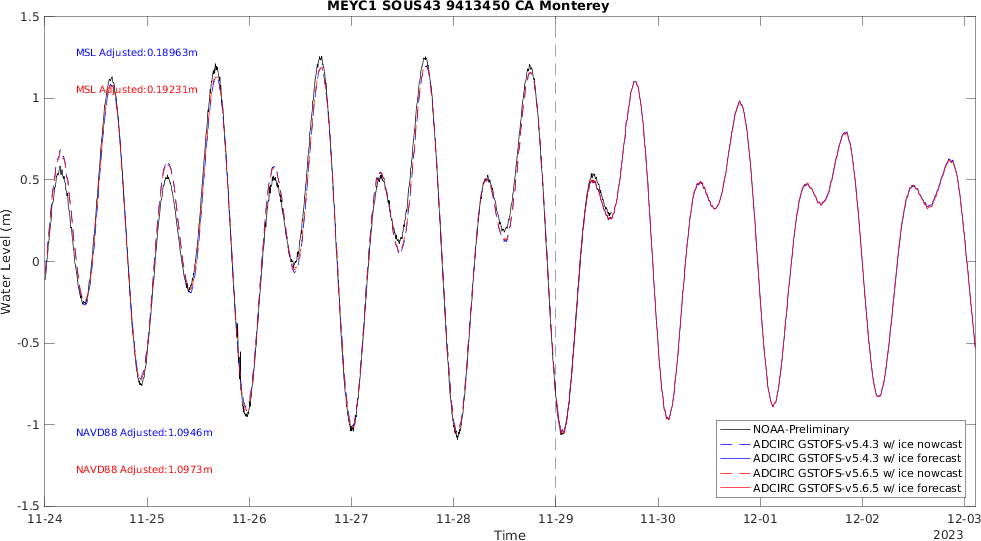 MEYC1 SOUS43 9413450 CA Monterey
1.5
1
0.5
0
-0.5
-1
-1.5
Water Level (m)
MSL Adjusted:0.18963m
MSL Adjusted:0.19231m
NAVD88 Adjusted:1.0946m
NAVD88 Adjusted:1.0973m
NOAA-Preliminary
ADCIRC GSTOFS-v5.4.3 w/ ice nowcast
ADCIRC GSTOFS-v5.4.3 w/ ice forecast
ADCIRC GSTOFS-v5.6.5 w/ ice nowcast
ADCIRC GSTOFS-v5.6.5 w/ ice forecast
11-24 11-25 11-26 11-27 11-28 11-29 11-30 12-01 12-02 12-03
Time
2023